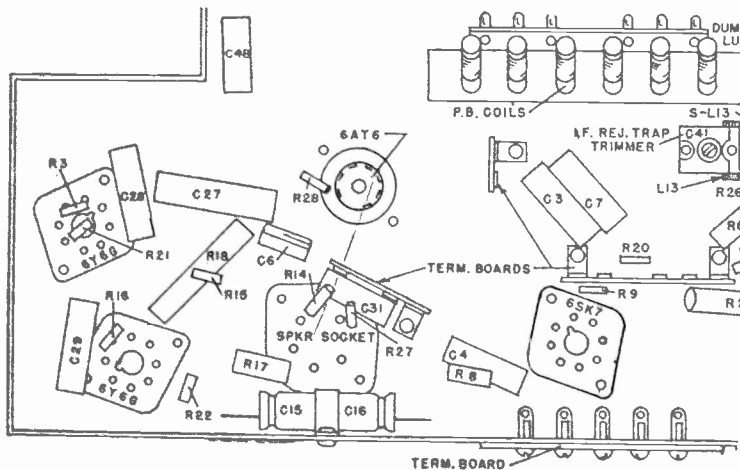 C48
DUM
LU
P.B. COILS
S-L13
6AT6
I.F. REJ. TRAP
TRIMMER
C41
R3
C28
C27
R28
C3
C7
L13
R26
R21
6Y6G
R18
C6
R20
R15
R14
TERM. BOARDS
R9
R16
C31
6SK7
SPKR SOCKET
R27
C29
R17
C4
R8
6Y6G
R22
C15
C16
TERM. BOARD